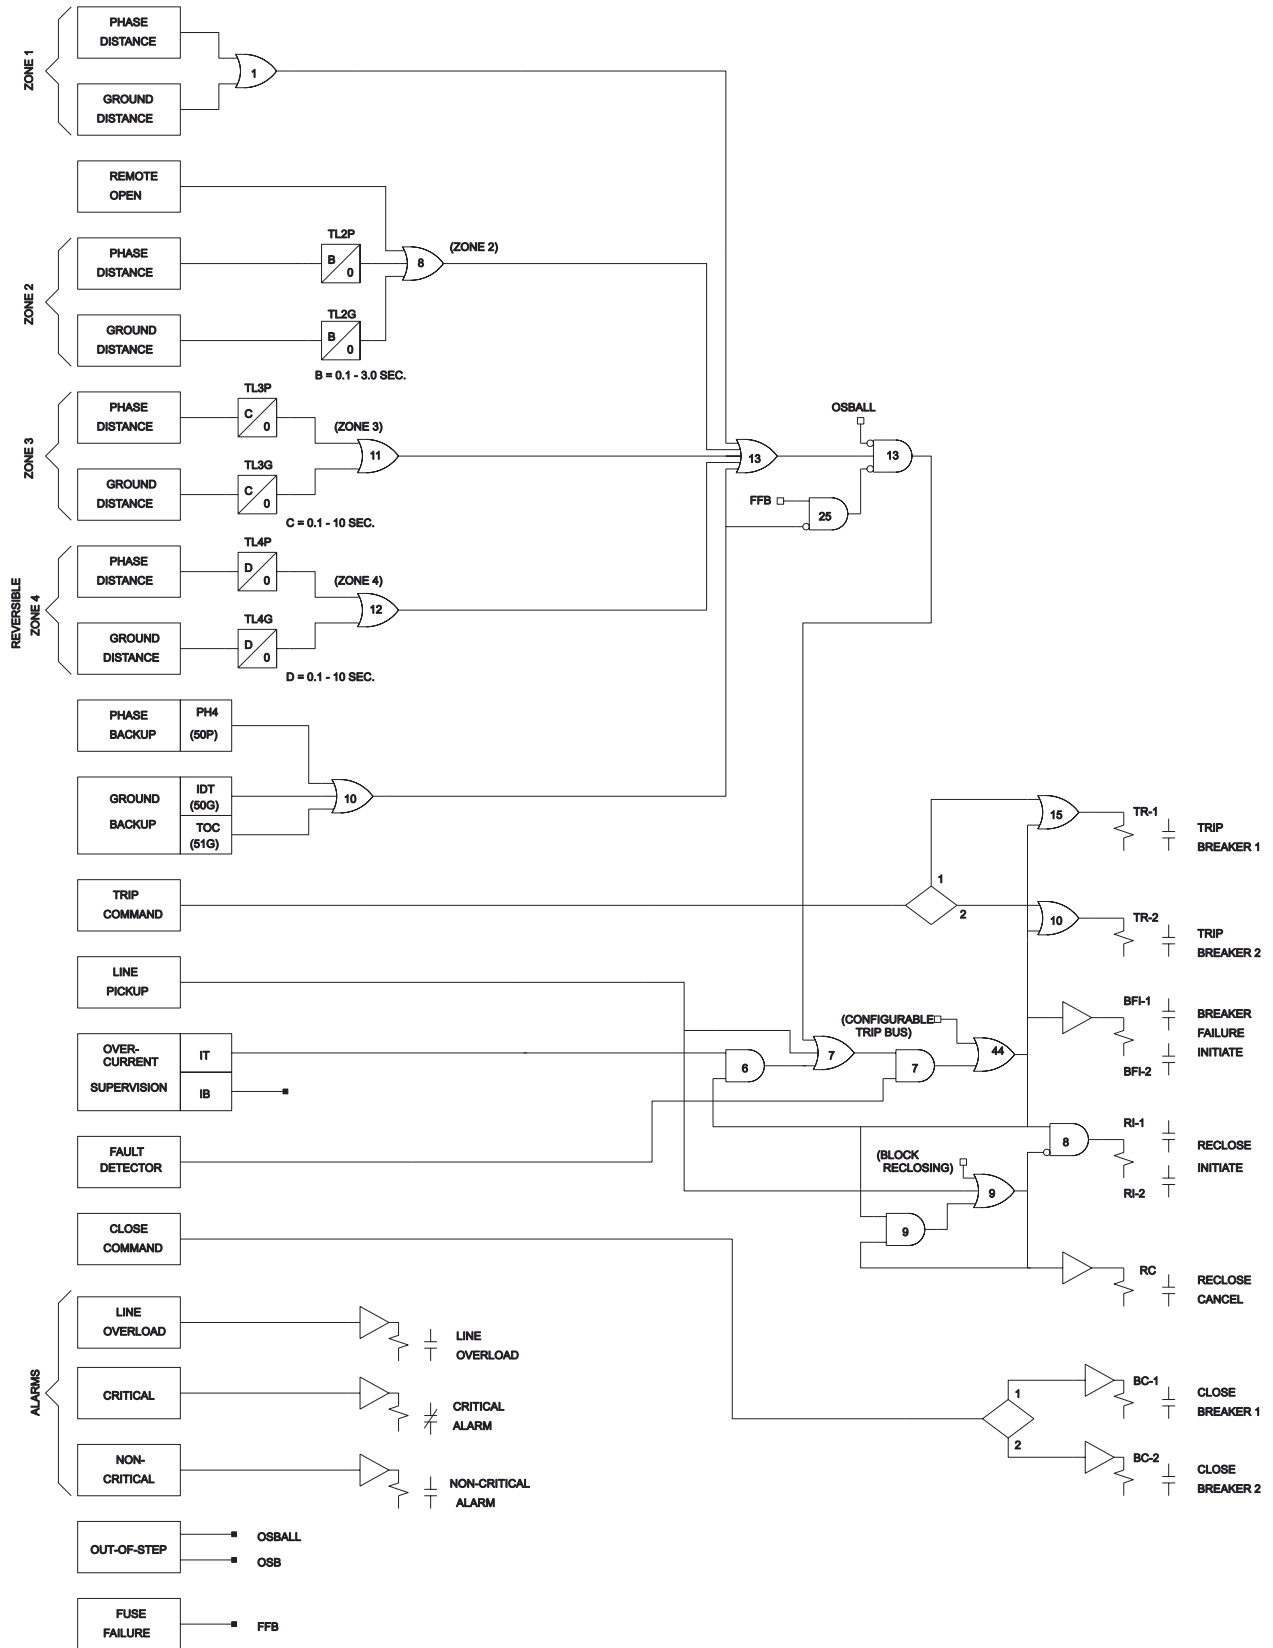 ZONE 1
PHASE
DISTANCE
1
GROUND
DISTANCE
REMOTE
OPEN
ZONE 2
PHASE
DISTANCE
TL2P
B
0
8
(ZONE 2)
GROUND
DISTANCE
TL2G
B
0
B = 0.1 - 3.0 SEC.
ZONE 3
PHASE
DISTANCE
TL3P
C
0
(ZONE 3)
11
GROUND
DISTANCE
TL3G
C
0
C = 0.1 - 10 SEC.
OSBALL
13
13
FFB
25
REVERSIBLE
ZONE 4
PHASE
DISTANCE
TL4P
D
0
(ZONE 4)
12
GROUND
DISTANCE
TL4G
D
0
D = 0.1 - 10 SEC.
PHASE
BACKUP
PH4
(50P)
GROUND
BACKUP
IDT
(50G)
TOC
(51G)
10
TRIP
COMMAND
1
2
15
TR-1
TRIP
BREAKER 1
10
TR-2
TRIP
BREAKER 2
LINE
PICKUP
OVER-
CURRENT
SUPERVISION
IT
IB
6
7
7
(CONFIGURABLE
TRIP BUS)
44
BFI-1
BREAKER
FAILURE
INITIATE
BFI-2
FAULT
DETECTOR
8
RI-1
RECLOSE
INITIATE
RI-2
(BLOCK
RECLOSING)
9
9
CLOSE
COMMAND
RC
RECLOSE
CANCEL
ALARMS
LINE
OVERLOAD
LINE
OVERLOAD
CRITICAL
CRITICAL
ALARM
NON-
CRITICAL
NON-CRITICAL
ALARM
1
2
BC-1
CLOSE
BREAKER 1
BC-2
CLOSE
BREAKER 2
OUT-OF-STEP
OSBALL
OSB
FUSE
FAILURE
FFB